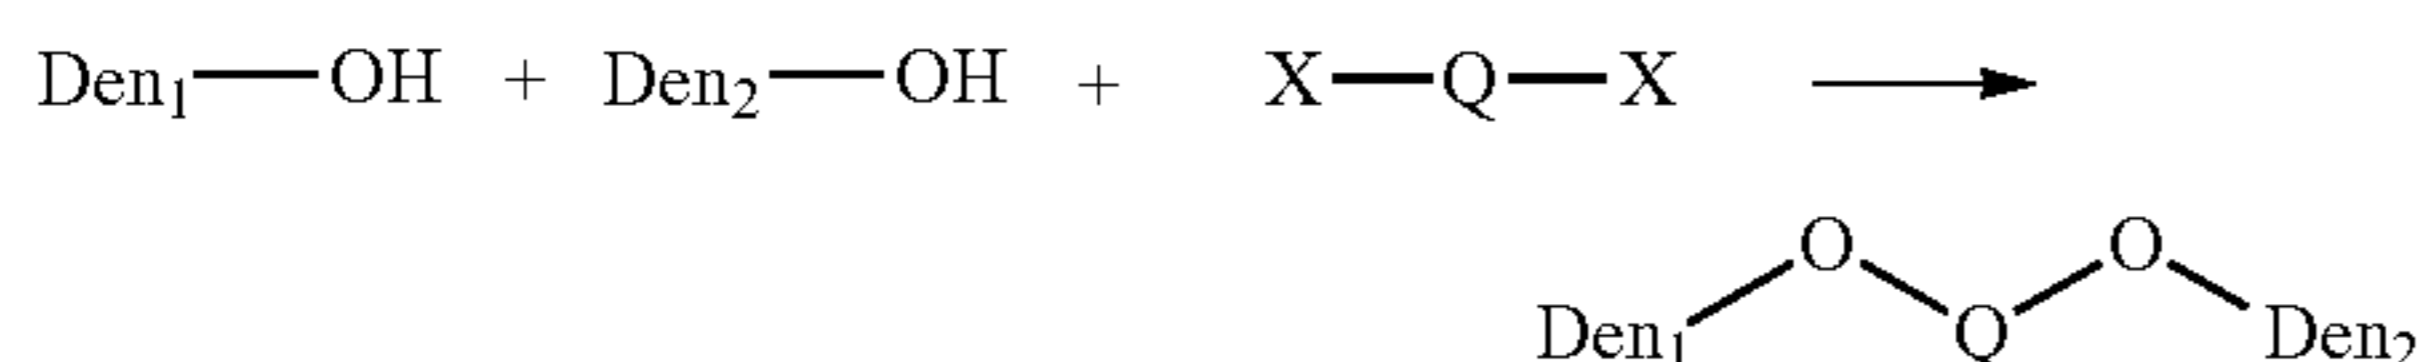 Den₁—OH + Den₂—OH + X—Q—X
O O
Den₁ Q Den₂